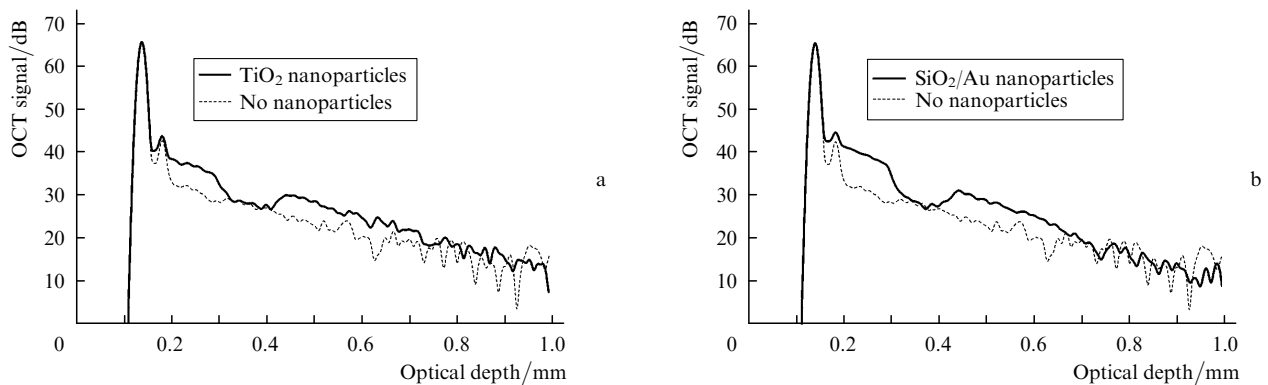 OCT signal/dB
70
60
50
40
30
20
10
0
0.2
0.4
0.6
0.8
1.0
Optical depth/mm
TiO₂ nanoparticles
No nanoparticles
a
OCT signal/dB
70
60
50
40
30
20
10
0
0.2
0.4
0.6
0.8
1.0
Optical depth/mm
SiO₂/Au nanoparticles
No nanoparticles
b